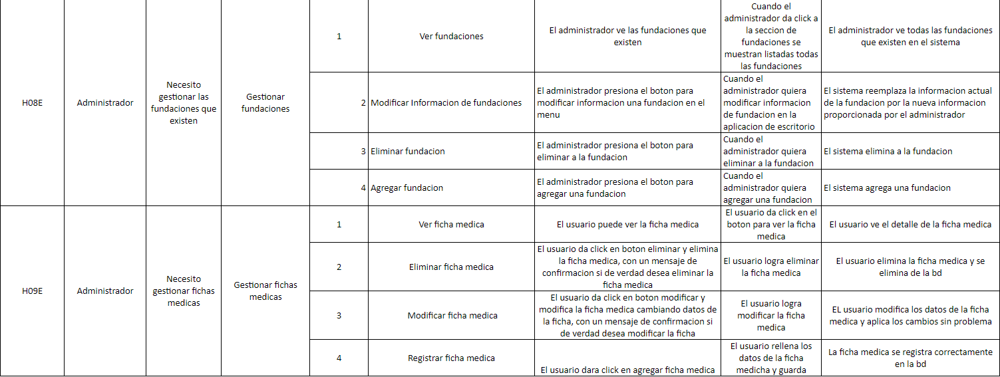 H08E
Administrador
Necesito
gestionar las
fundaciones que
existen
Gestionar
fundaciones
1
Ver fundaciones
El administrador ve las fundaciones que
existen
Cuando el
administrador da click a
la seccion de
fundaciones se
muestran listadas todas
las fundaciones
El administrador ve todas las fundaciones
que existen en el sistema
2
Modificar Informacion de fundaciones
El administrador presiona el boton para
modificar informacion una fundacion en el
menu
Cuando el
administrador quiera
modificar informacion
de fundacion en la
aplicacion de escritorio
El sistema reemplaza la informacion actual
de la fundacion por la nueva informacion
proporcionada por el administrador
3
Eliminar fundacion
El administrador presiona el boton para
eliminar a la fundacion
Cuando el
administrador quiera
eliminar a la fundacion
El sistema elimina a la fundacion
4
Agregar fundacion
El administrador presiona el boton para
agregar una fundacion
Cuando el
administrador quiera
agregar una fundacion
El sistema agrega una fundacion
H09E
Administrador
Necesito
gestionar fichas
medicas
Gestionar fichas
medicas
1
Ver ficha medica
El usuario puede ver la ficha medica
El usuario da click en el
boton para ver la ficha
medica
El usuario ve el detalle de la ficha medica
2
Eliminar ficha medica
El usuario da click en boton eliminar y elimina
la ficha medica, con un mensaje de
confirmacion si de verdad desea eliminar la
ficha medica
El usuario logra eliminar
la ficha medica
El usuario elimina la ficha medica y se
elimina de la bd
3
Modificar ficha medica
El usuario da click en boton modificar y
modifica la ficha medica cambiando datos de
la ficha, con un mensaje de confirmacion si
de verdad desea modificar la ficha
El usuario logra
modificar la ficha
medica
EL usuario modifica los datos de la ficha
medica y aplica los cambios sin problema
4
Registrar ficha medica
El usuario dara click en agregar ficha medica
El usuario rellena los
datos de la ficha
medicha y guarda
La ficha medica se registra correctamente
en la bd